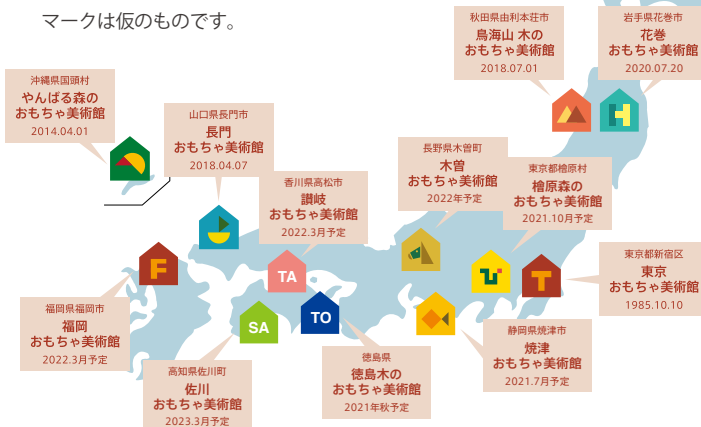 マークは仮のものです。
秋田県由利本荘市
鳥海山 木の
おもちゃ美術館
2018.07.01
岩手県花巻市
花巻
おもちゃ美術館
2020.07.20
沖縄県国頭村
やんばる森の
おもちゃ美術館
2014.04.01
山口県長門市
長門
おもちゃ美術館
2018.04.07
長野県木曽町
木曽
おもちゃ美術館
2022年予定
東京都檜原村
檜原森の
おもちゃ美術館
2021.10月予定
香川県高松市
讃岐
おもちゃ美術館
2022.3月予定
東京都新宿区
東京
おもちゃ美術館
1985.10.10
H
F
TA
T
SA
TO
福岡県福岡市
福岡
おもちゃ美術館
2022.3月予定
静岡県焼津市
焼津
おもちゃ美術館
2021.7月予定
徳島県
徳島木の
おもちゃ美術館
2021年秋予定
高知県佐川町
佐川
おもちゃ美術館
2023.3月予定